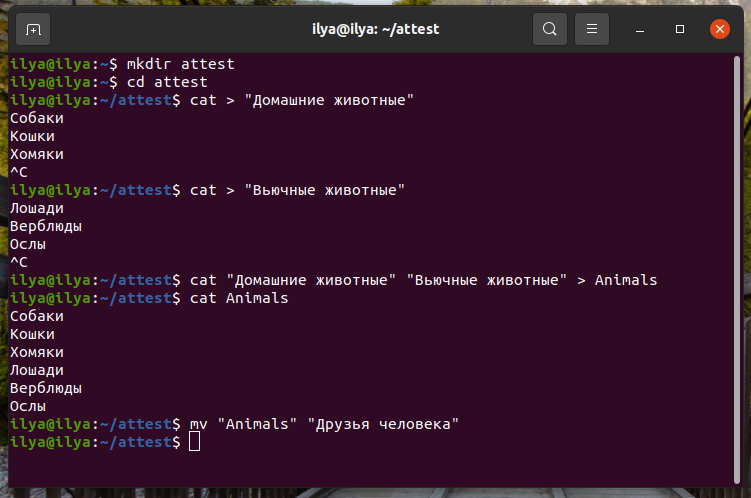 ilya@ilya: ~/attest
ilya@ilya:~$ mkdir attest
ilya@ilya:~$ cd attest
ilya@ilya:~/attest$ cat > "Домашние животные"
Собаки
Кошки
Хомяки
^C
ilya@ilya:~/attest$ cat > "Вьючные животные"
Лошади
Верблюды
Ослы
^C
ilya@ilya:~/attest$ cat "Домашние животные" "Вьючные животные" > Animals
ilya@ilya:~/attest$ cat Animals
Собаки
Кошки
Хомяки
Лошади
Верблюды
Ослы
ilya@ilya:~/attest$ mv "Animals" "Друзья человека"
ilya@ilya:~/attest$